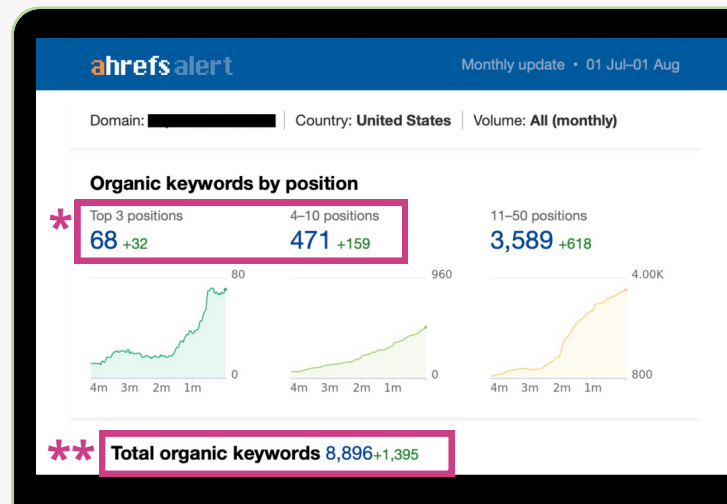 ahrefs alert
Monthly update • 01 Jul–01 Aug
Domain: | Country: United States | Volume: All (monthly)
Organic keywords by position
* Top 3 positions 4–10 positions 11–50 positions
68 +32 471 +159 3,589 +618
80 960 4.00K
0 0 800
4m 3m 2m 1m 4m 3m 2m 1m 4m 3m 2m 1m
** Total organic keywords 8,896+1,395